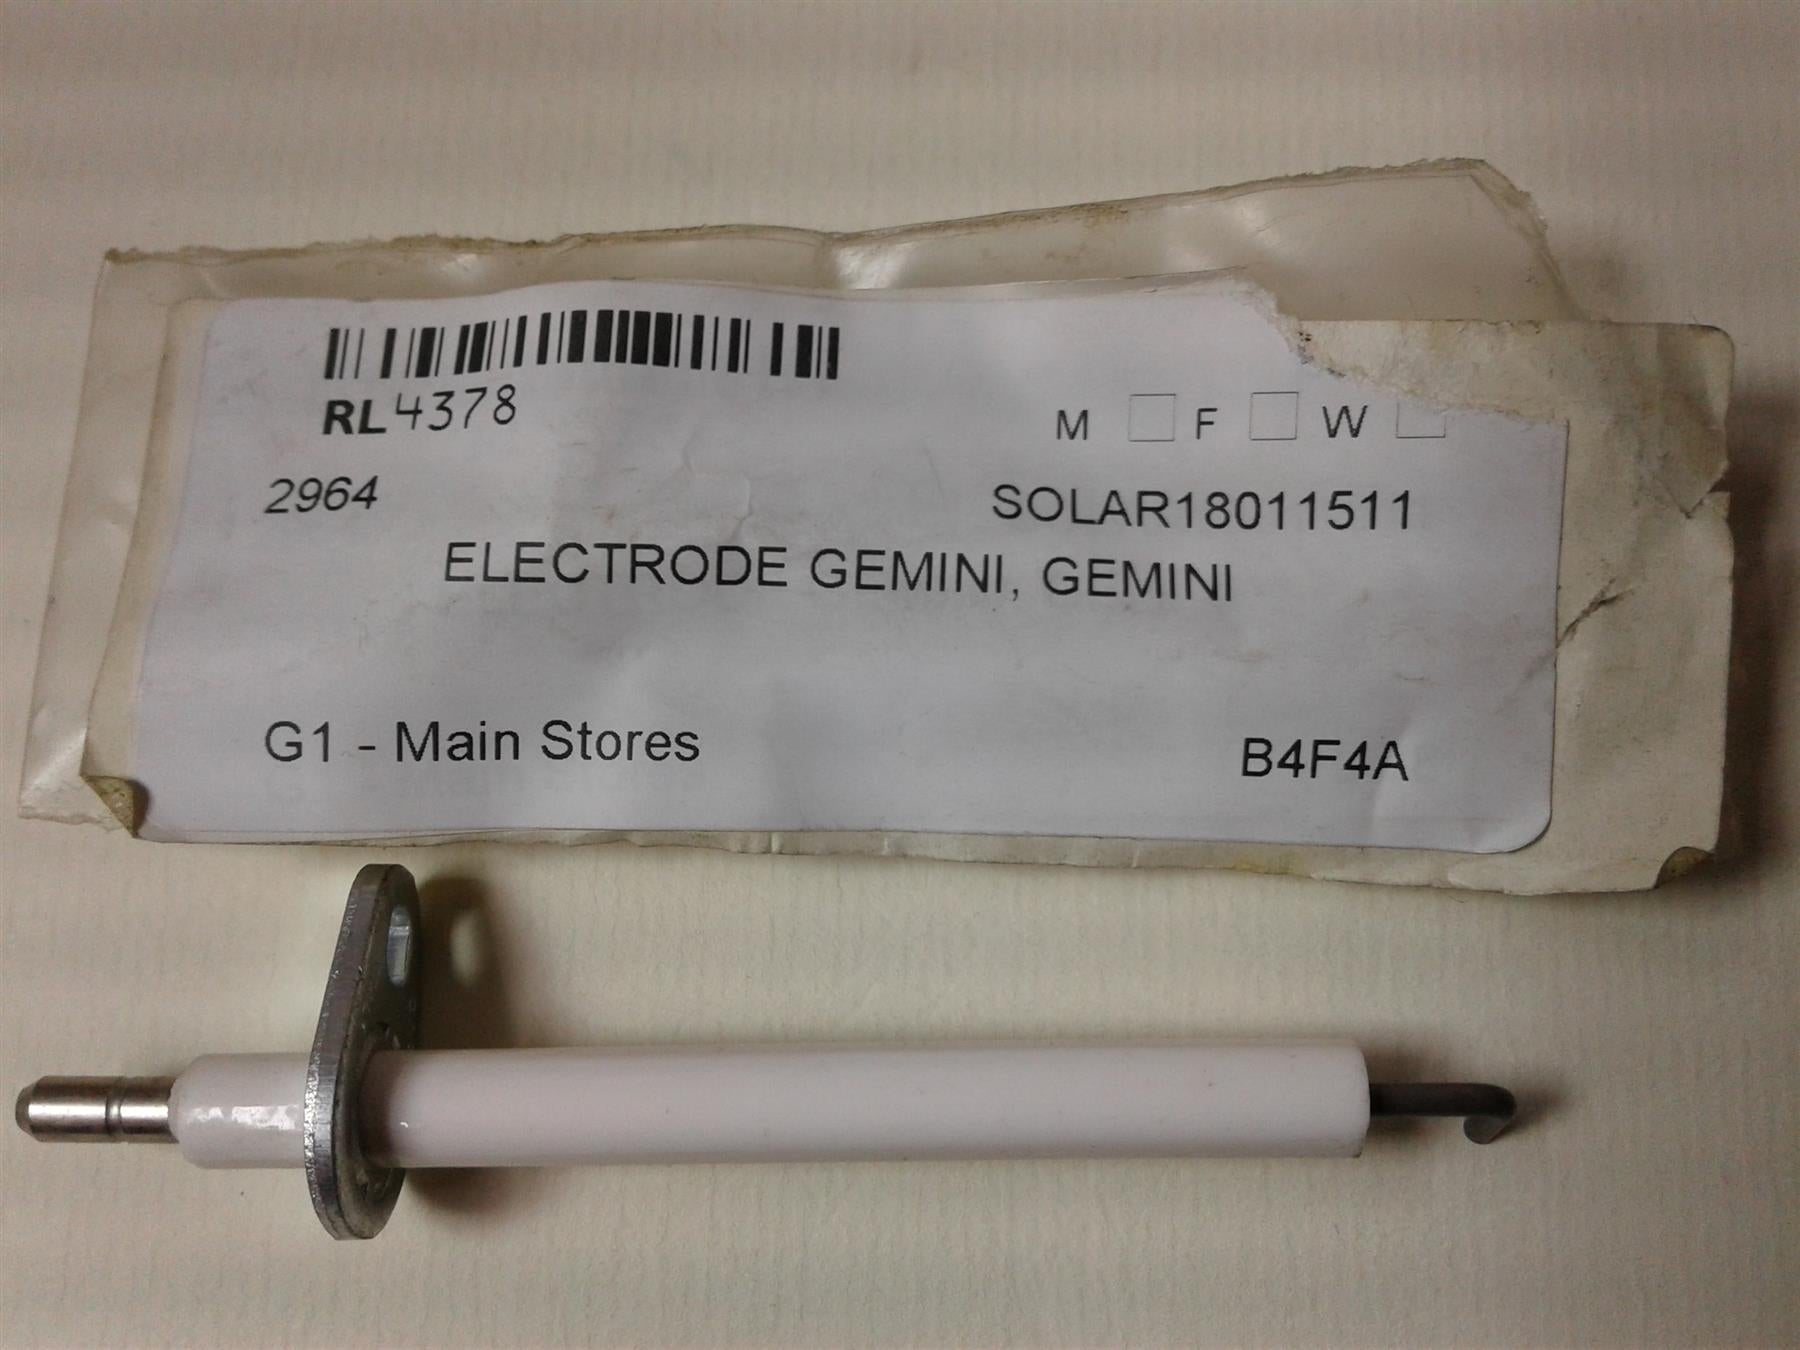 RL4378
M F W
2964 SOLAR18011511
ELECTRODE GEMINI, GEMINI
G1 - Main Stores B4F4A